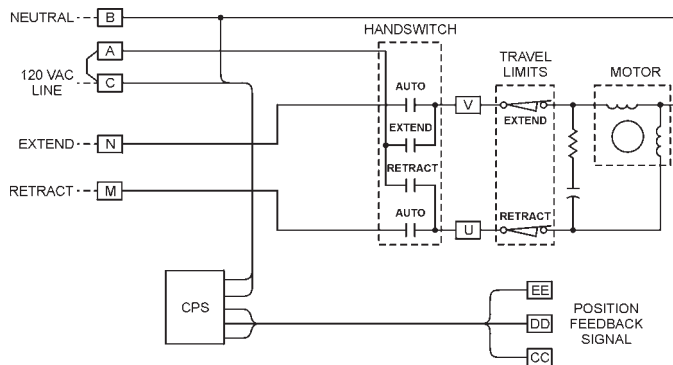 NEUTRAL
B
HANDSWITCH
A
120 VAC
LINE
C
TRAVEL
LIMITS
MOTOR
AUTO
V
EXTEND
EXTEND
EXTEND
N
RETRACT
RETRACT
M
AUTO
U
RETRACT
CPS
EE
DD
CC
POSITION
FEEDBACK
SIGNAL